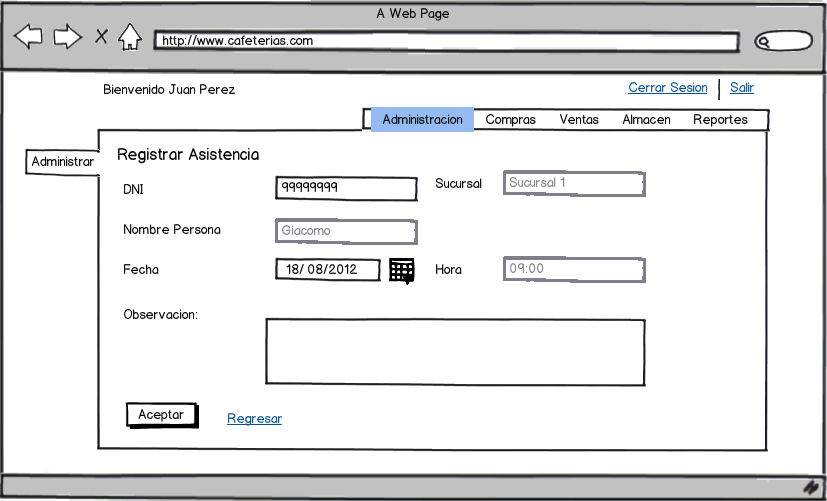 A Web Page
http://www.cafeterias.com
Bienvenido Juan Perez
Cerrar Sesion
Salir
Administracion Compras Ventas Almacen Reportes
Administrar
Registrar Asistencia
DNI 99999999 Sucursal Sucursal 1
Nombre Persona Giacomo
Fecha 18/ 08/2012 Hora 09:00
Observacion:
Aceptar Regresar